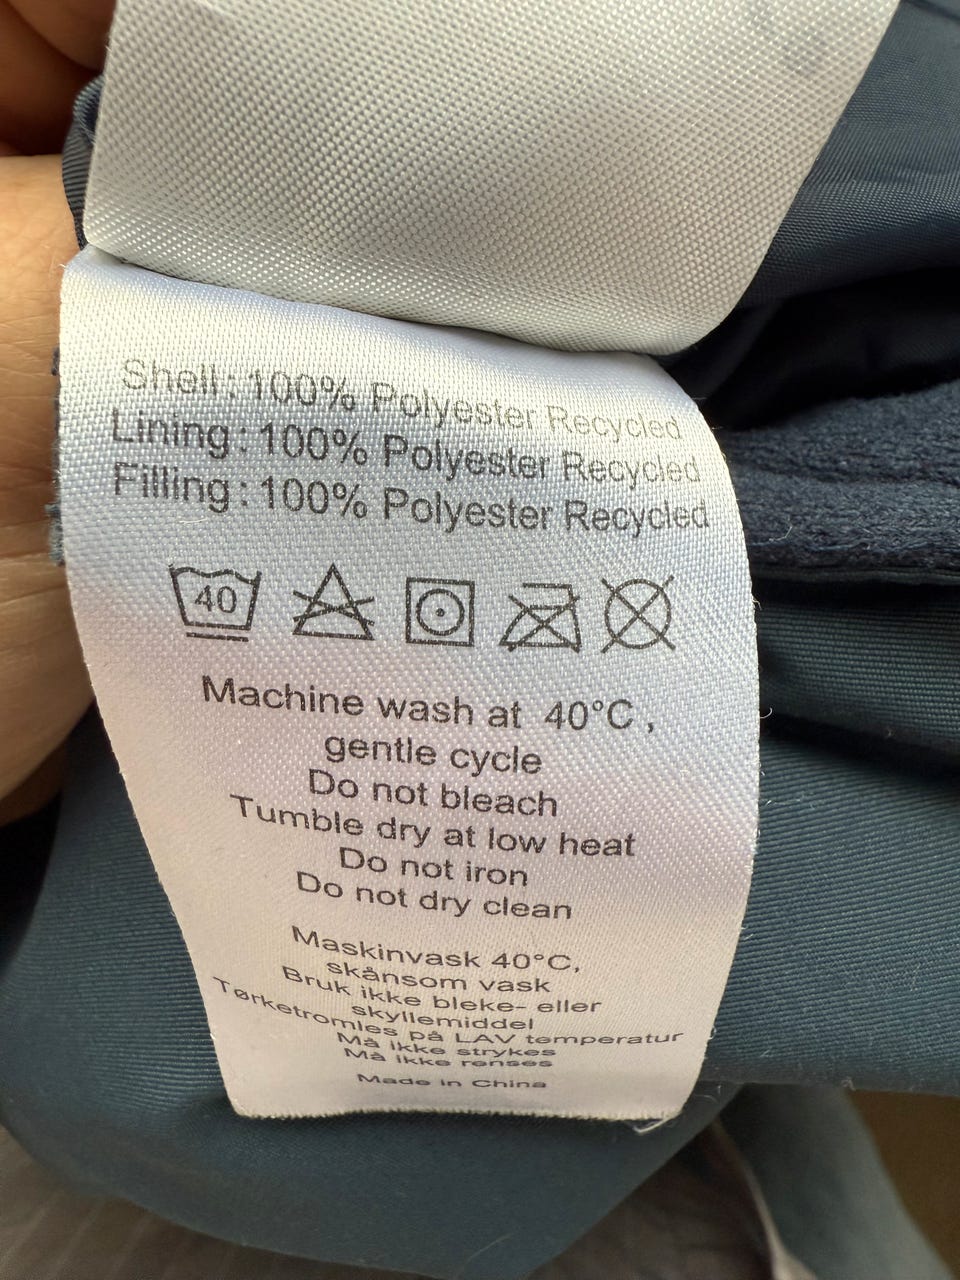 Shell: 100% Polyester Recycled
Lining: 100% Polyester Recycled
Filling: 100% Polyester Recycled
40
Machine wash at 40°C,
gentle cycle
Do not bleach
Tumble dry at low heat
Do not iron
Do not dry clean
Maskinvask 40°C,
skånsom vask
Bruk ikke bleke- eller
skyllemiddel
Tørketromles på LAV temperatur
Må ikke strykes
Må ikke renses
Made in China